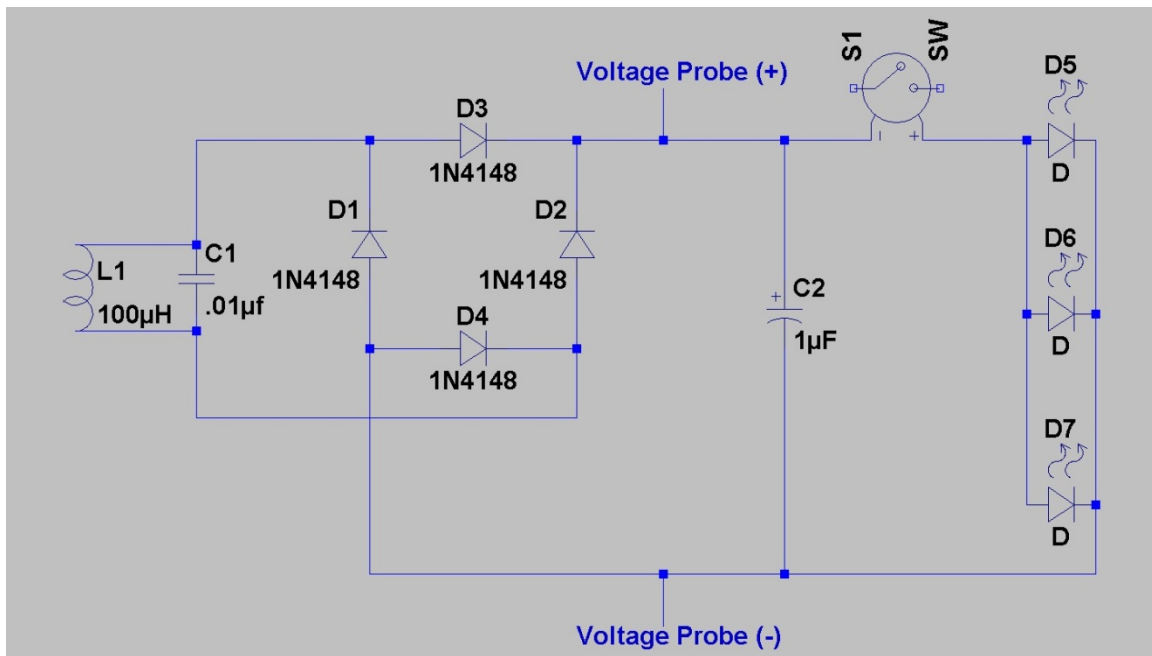 S1
SW
Voltage Probe (+)
D5
D
D3
1N4148
D1
1N4148
D2
1N4148
D6
D
L1
100µH
C1
.01µf
C2
+
1µF
D4
1N4148
D7
D
- +
Voltage Probe (-)